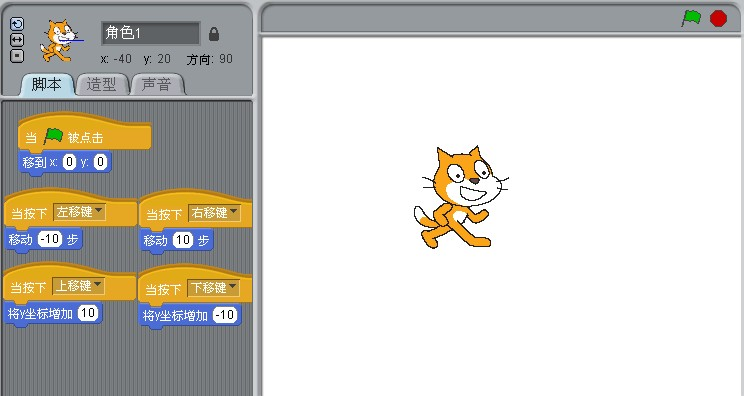 角色1
x: -40 y: 20 方向: 90
脚本 造型 声音
当 被点击
移到 x: 0 y: 0
当按下 左移键 当按下 右移键
移动 -10 步 移动 10 步
当按下 上移键 当按下 下移键
将y坐标增加 10 将y坐标增加 -10